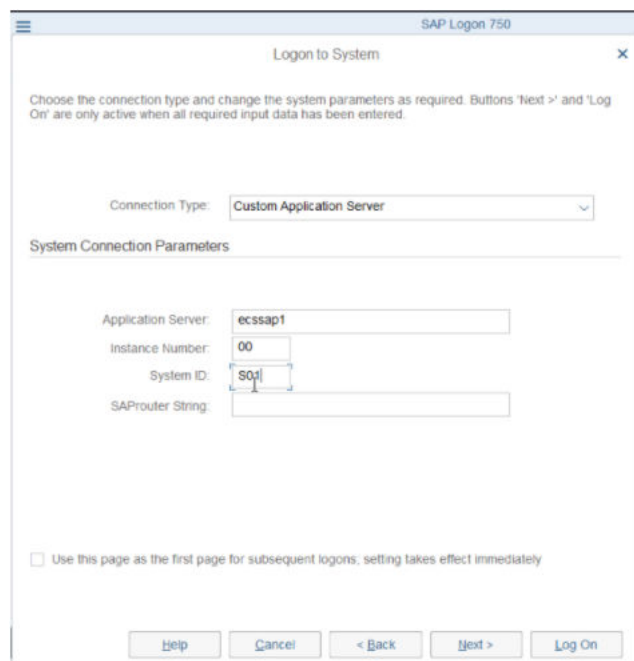 SAP Logon 750
Logon to System
Choose the connection type and change the system parameters as required. Buttons 'Next >' and 'Log
On' are only active when all required input data has been entered.
Connection Type: Custom Application Server
System Connection Parameters
Application Server: ecssap1
Instance Number: 00
System ID: S01
SAProuter String:
Use this page as the first page for subsequent logons; setting takes effect immediately
Help Cancel < Back Next > Log On